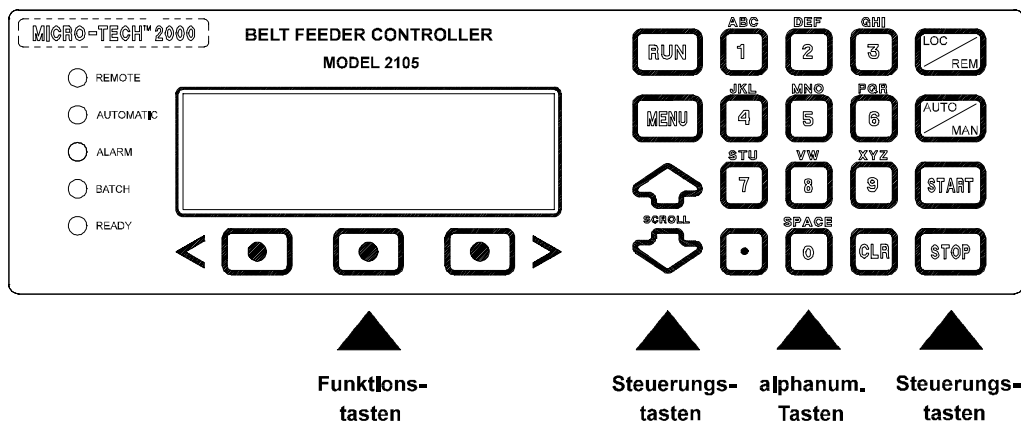 MICRO-TECH™ 2000
BELT FEEDER CONTROLLER
MODEL 2105
REMOTE
AUTOMATIC
ALARM
BATCH
READY
< >
RUN
MENU
SCROLL
ABC DEF GHI
1 2 3
JKL MNO PQR
4 5 6
STU VW XYZ
7 8 9
SPACE
• 0 CLR
LOC
REM
AUTO
MAN
START
STOP
Funktions-
tasten
Steuerungs-
tasten
alphanum.
Tasten
Steuerungs-
tasten